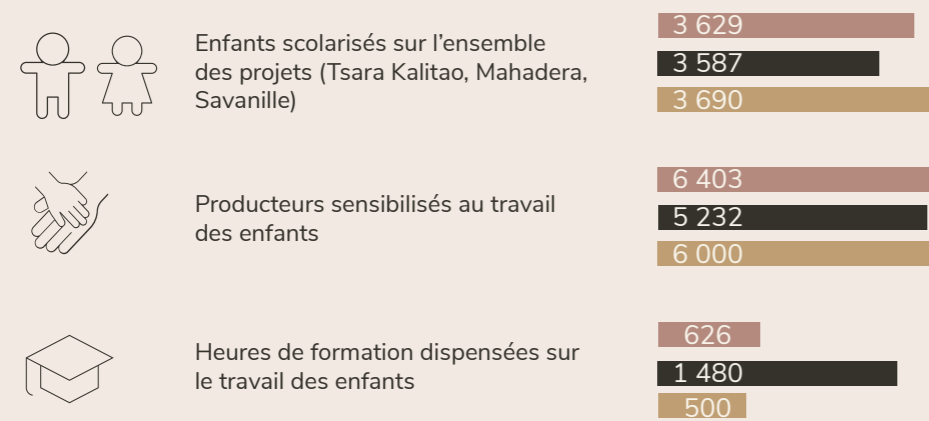 Enfants scolarisés sur l’ensemble
des projets (Tsara Kalitao, Mahadera,
Savanille)
3 629
3 587
3 690
Producteurs sensibilisés au travail
des enfants
6 403
5 232
6 000
Heures de formation dispensées sur
le travail des enfants
626
1 480
500